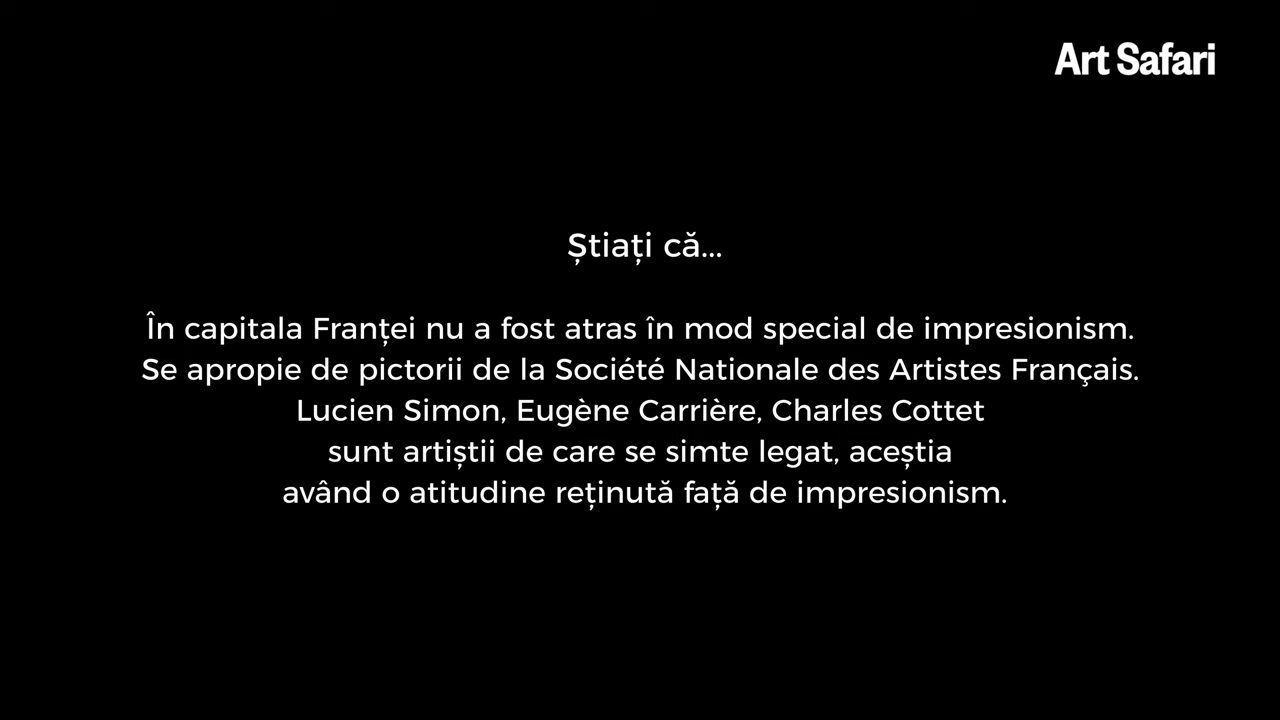 Art Safari
Știați că...
În capitala Franței nu a fost atras în mod special de impresionism.
Se apropie de pictorii de la Société Nationale des Artistes Français.
Lucien Simon, Eugène Carrière, Charles Cottet
sunt artiștii de care se simte legat, aceștia
având o atitudine reținută față de impresionism.